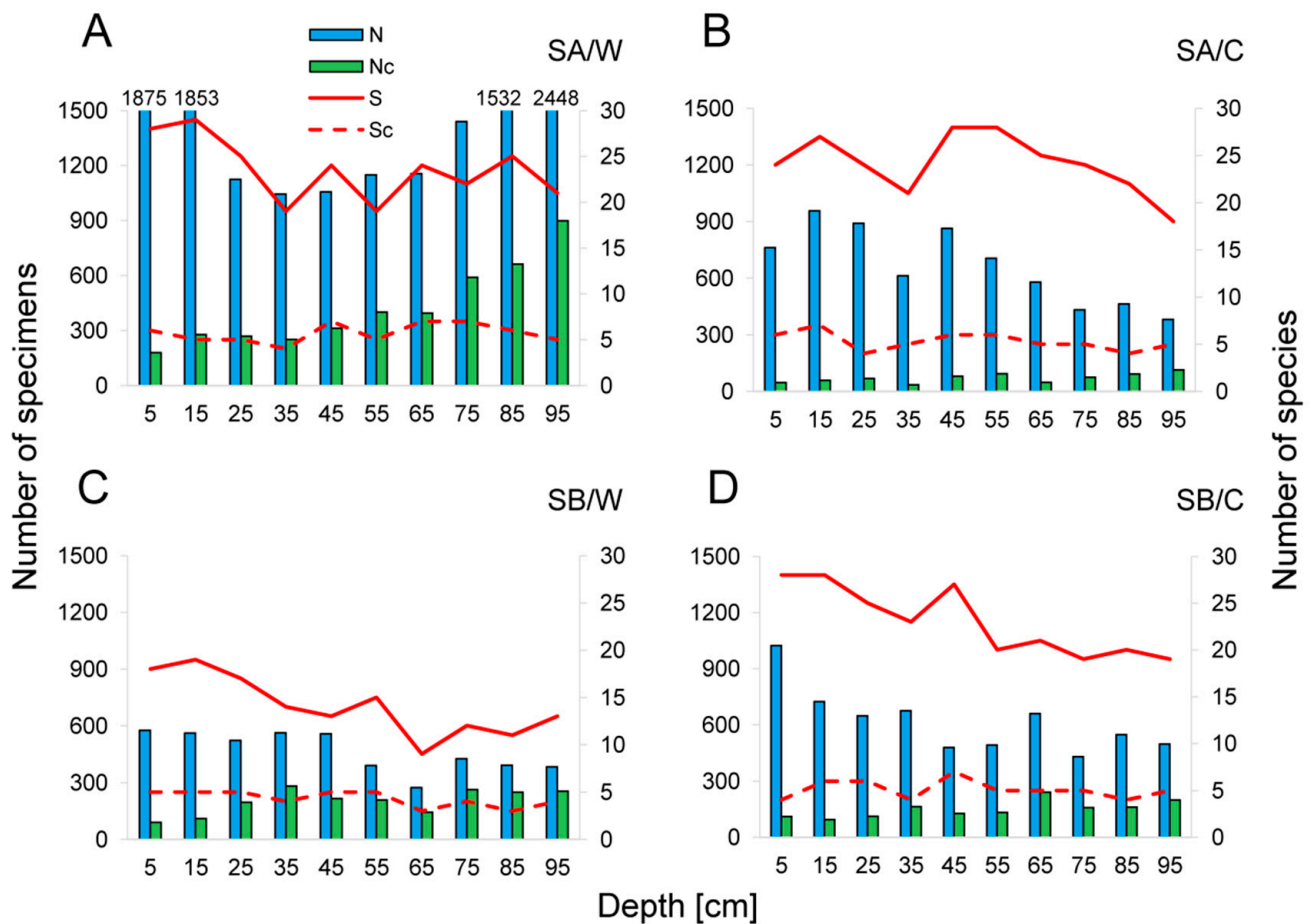 A
N
Nc
S
Sc
SA/W
1875 1853 1532 2448
1500 30
1200 25
900 20
600 15
300 10
0 5
0
5 15 25 35 45 55 65 75 85 95
B
SA/C
1500 30
1200 25
900 20
600 15
300 10
0 5
0
5 15 25 35 45 55 65 75 85 95
Number of specimens
Number of species
C
SB/W
1500 30
1200 25
900 20
600 15
300 10
0 5
0
5 15 25 35 45 55 65 75 85 95
D
SB/C
1500 30
1200 25
900 20
600 15
300 10
0 5
0
5 15 25 35 45 55 65 75 85 95
Depth [cm]